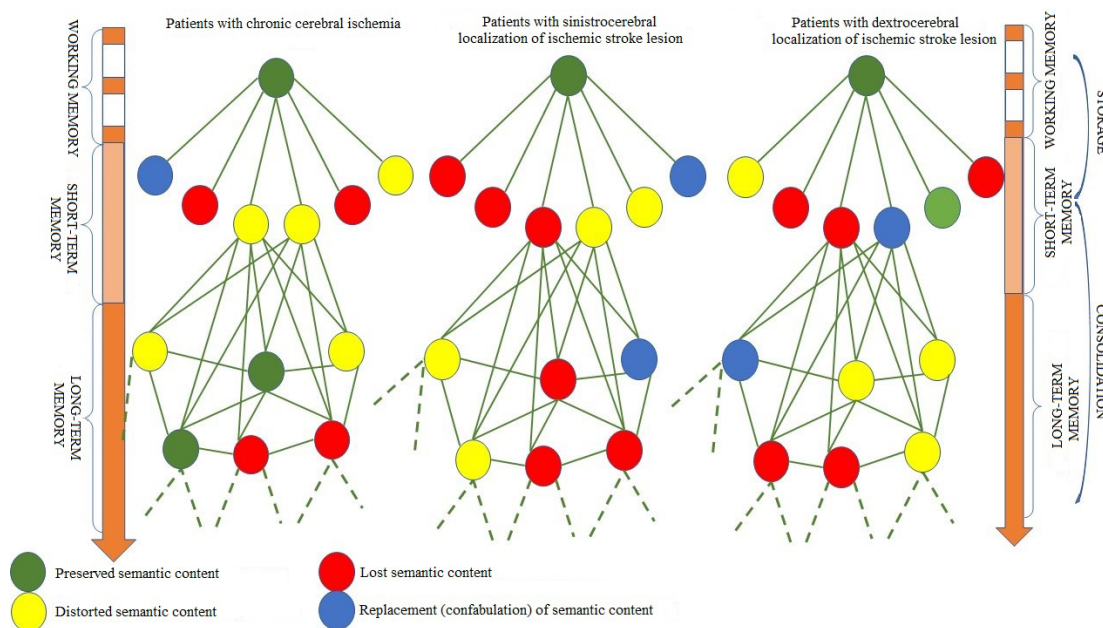 Patients with chronic cerebral ischemia
Patients with sinistrocerebral
localization of ischemic stroke lesion
Patients with dextrocerebral
localization of ischemic stroke lesion
WORKING MEMORY
SHORT-TERM
MEMORY
LONG-TERM
MEMORY
WORKING MEMORY
SHORT-TERM
MEMORY
LONG-TERM
MEMORY
STORAGE
CONSOLIDATION
Preserved semantic content
Lost semantic content
Distorted semantic content
Replacement (confabulation) of semantic content